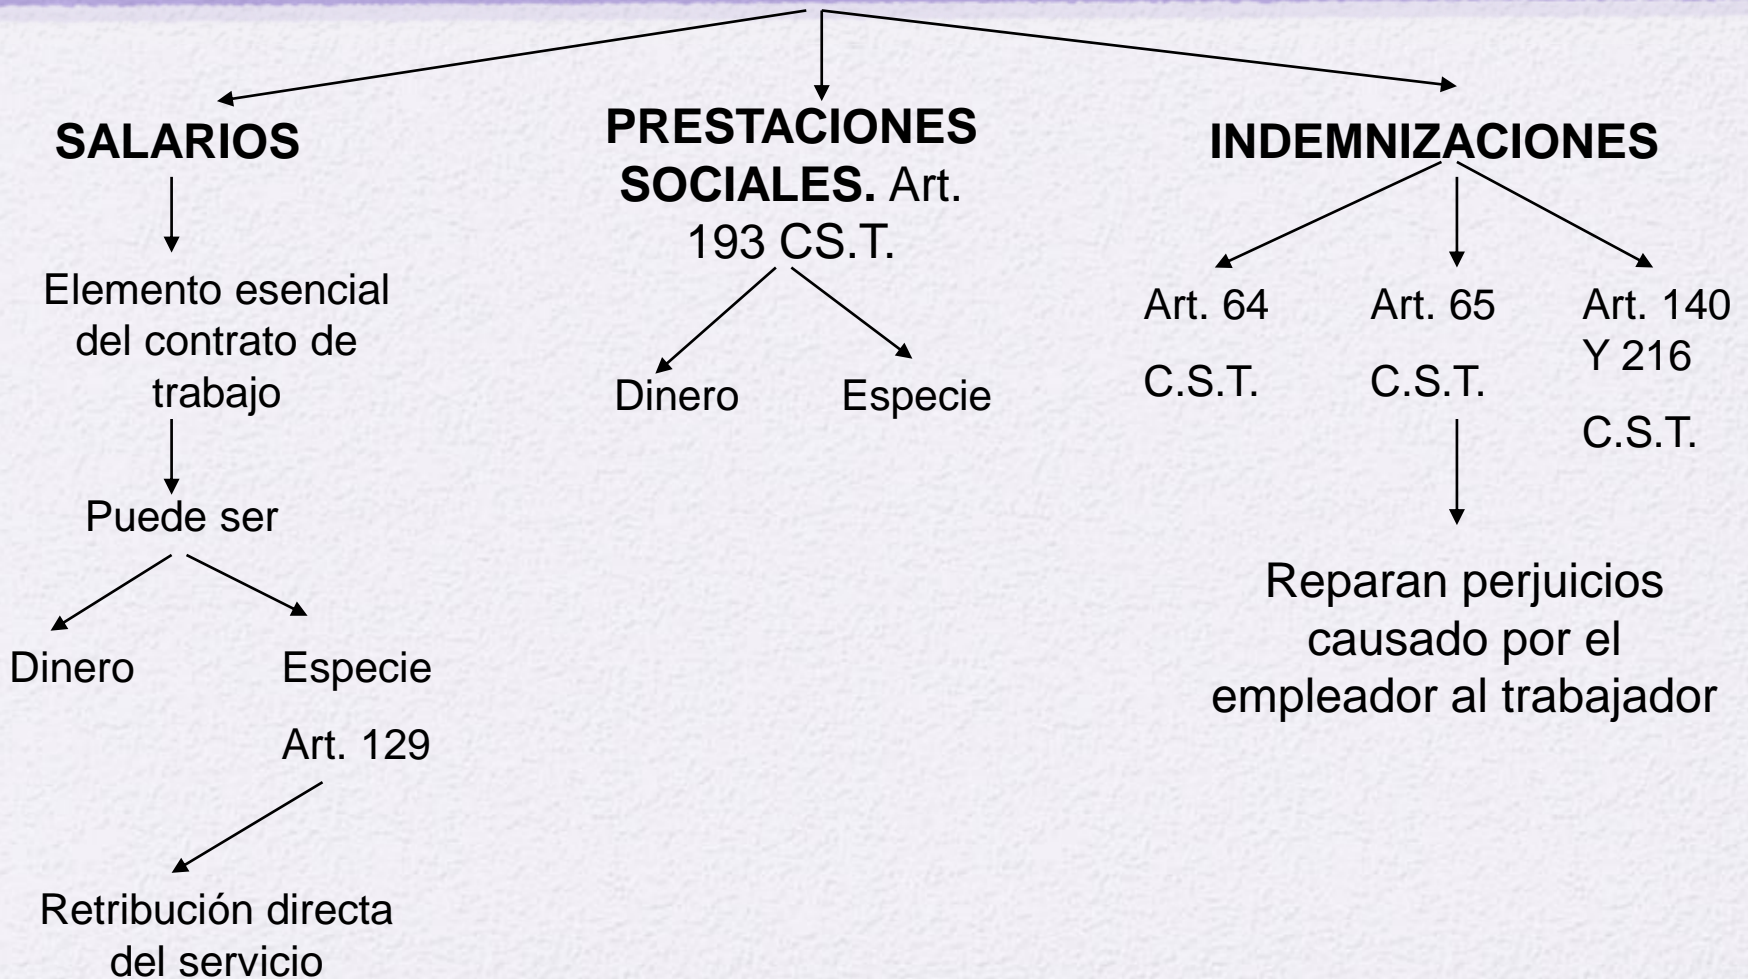 SALARIOS
Elemento esencial
del contrato de
trabajo
Puede ser
Dinero
Especie
Art. 129
Retribución directa
del servicio
PRESTACIONES
SOCIALES. Art.
193 CS.T.
Dinero
Especie
INDEMNIZACIONES
Art. 64
C.S.T.
Art. 65
C.S.T.
Art. 140
Y 216
C.S.T.
Reparan perjuicios
causado por el
empleador al trabajador